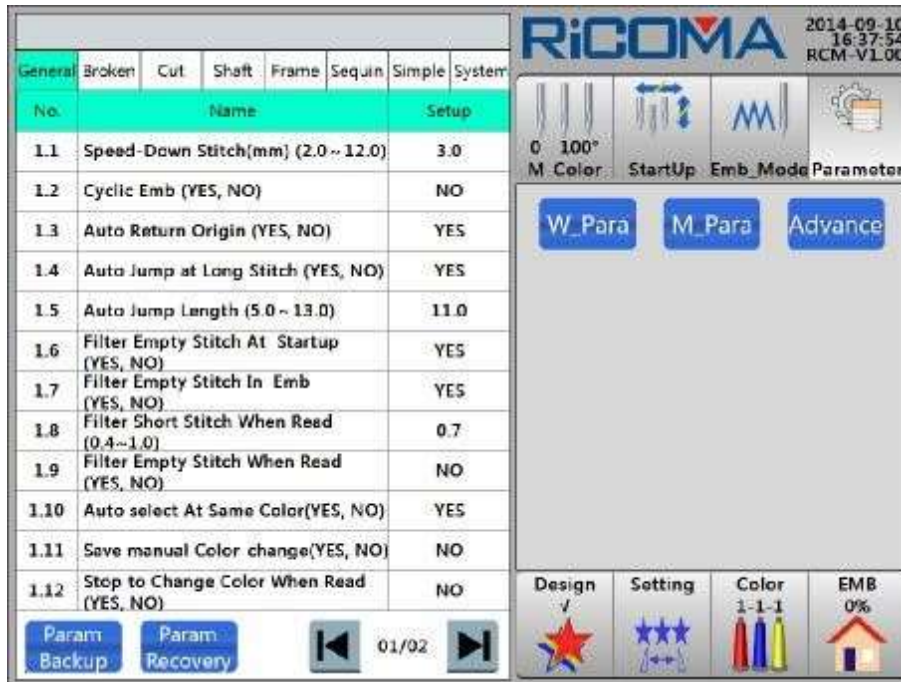 RiCOMA
2014-09-10
16:37:54
RCM-V1.00
General Broken Cut Shaft Frame Sequin Simple System
No. Name Setup
1.1 Speed-Down Stitch(mm) (2.0~12.0) 3.0
1.2 Cyclic Emb (YES, NO) NO
1.3 Auto Return Origin (YES, NO) YES
1.4 Auto Jump at Long Stitch (YES, NO) YES
1.5 Auto Jump Length (5.0~13.0) 11.0
1.6 Filter Empty Stitch At Startup
(YES, NO) YES
1.7 Filter Empty Stitch In Emb
(YES, NO) YES
1.8 Filter Short Stitch When Read
(0.4~1.0) 0.7
1.9 Filter Empty Stitch When Read
(YES, NO) NO
1.10 Auto select At Same Color(YES, NO) YES
1.11 Save manual Color change(YES, NO) NO
1.12 Stop to Change Color When Read
(YES, NO) NO
Param
Backup
Param
Recovery
01/02
0 100°
M_Color StartUp Emb_Mode Parameter
W_Para M_Para Advance
Design Setting Color EMB
√ 1-1-1 0%